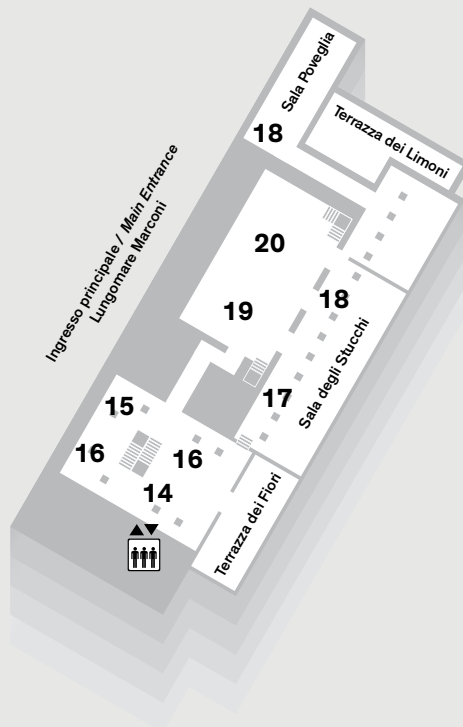 Sala Poveglia
18
Terrazza dei Limoni
Ingresso principale / Main Entrance
Lungomare Marconi
20
18
19
Sala degli Stucchi
17
15
16
16
14
Terrazza dei Fiori